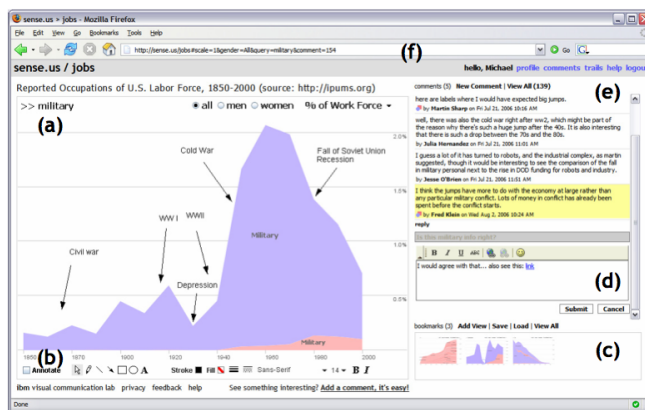 sense.us > jobs - Mozilla Firefox
File Edit View Go Bookmarks Tools Help
http://sense.us/jobs#scale=1&gender=All&query=military&comment=154
Go
(f)
sense.us / jobs
hello, Michael profile comments trails help logout
Reported Occupations of U.S. Labor Force, 1850-2000 (source: http://ipums.org)
>> military
all men women
% of Work Force
(a)
2.0%
1.5%
1.0%
0.5%
Cold War
Fall of Soviet Union
Recession
WW I
WWII
Civil war
Depression
Military
Military
1850 1880 1900 1920 1940 1960 1980 2000
(b)
Annotate
A
Stroke
Fill
Sans-Serif
14
B I
ibm visual communication lab privacy feedback help
See something interesting? Add a comment, it's easy!
comments (5) New Comment | View All (139)
(e)
here are labels where I would have expected big jumps.
by Martin Sharp on Fri Jul 21, 2006 10:16 AM
well, there was also the cold war right after ww2, which might be part of
the reason why there's such a huge jump after the 40s. It is also interesting
that there is such a drop between the 70s and the 80s.
by Julia Hernandez on Fri Jul 21, 2006 11:01 AM
I guess a lot of it has turned to robots, and the industrial complex, as martin
suggested, though it would be interesting to see the comparison of the fall
in military personel next to the rise in DOD funding for robots and industry.
by Jesse O'Brien on Fri Jul 21, 2006 11:01 AM
I think the jumps have more to do with the economy at large rather than
any particular military conflict. Lots of money in conflict has already been
spent before the conflict starts.
by Fred Klein on Wed Aug 2, 2006 10:24 AM
reply
Is this military info right?
B I U ABC
I would agree with that... also see this: link
(d)
Submit Cancel
bookmarks (3) Add View | Save | Load | View All
(c)
Done